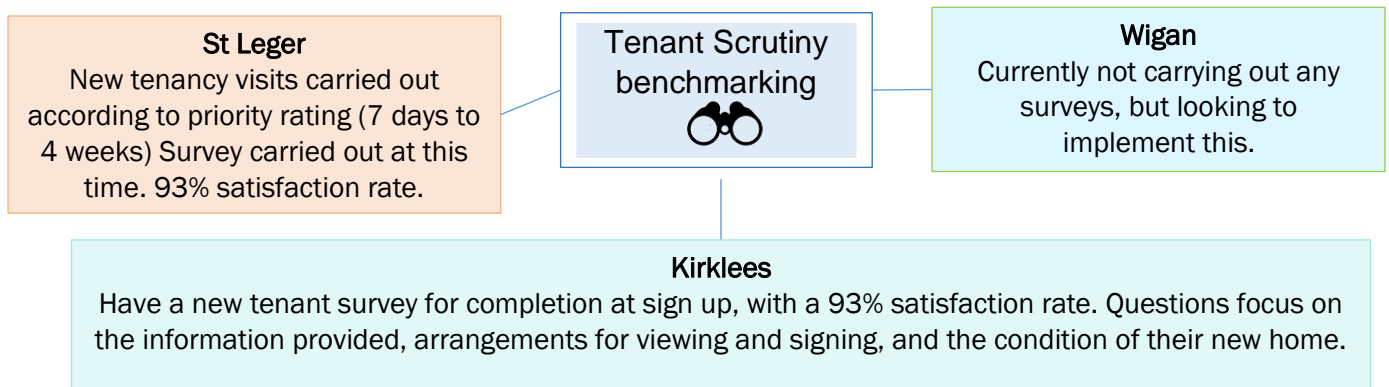 Tenant Scrutiny
benchmarking
St Leger
New tenancy visits carried out
according to priority rating (7 days to
4 weeks) Survey carried out at this
time. 93% satisfaction rate.
Wigan
Currently not carrying out any
surveys, but looking to
implement this.
Kirklees
Have a new tenant survey for completion at sign up, with a 93% satisfaction rate. Questions focus on
the information provided, arrangements for viewing and signing, and the condition of their new home.